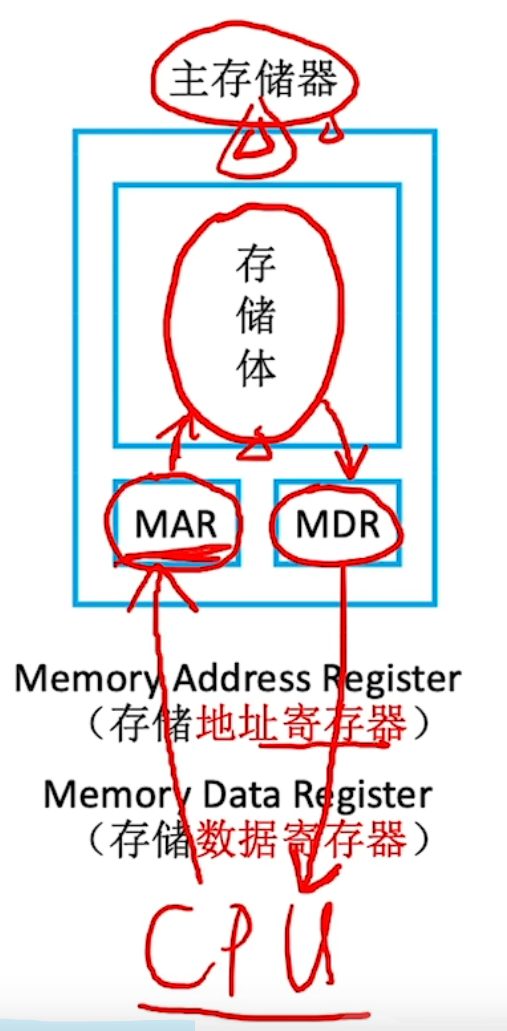 主存储器
存
储
体
MAR MDR
Memory Address Register
（存储地址寄存器）
Memory Data Register
（存储数据寄存器）
CPU